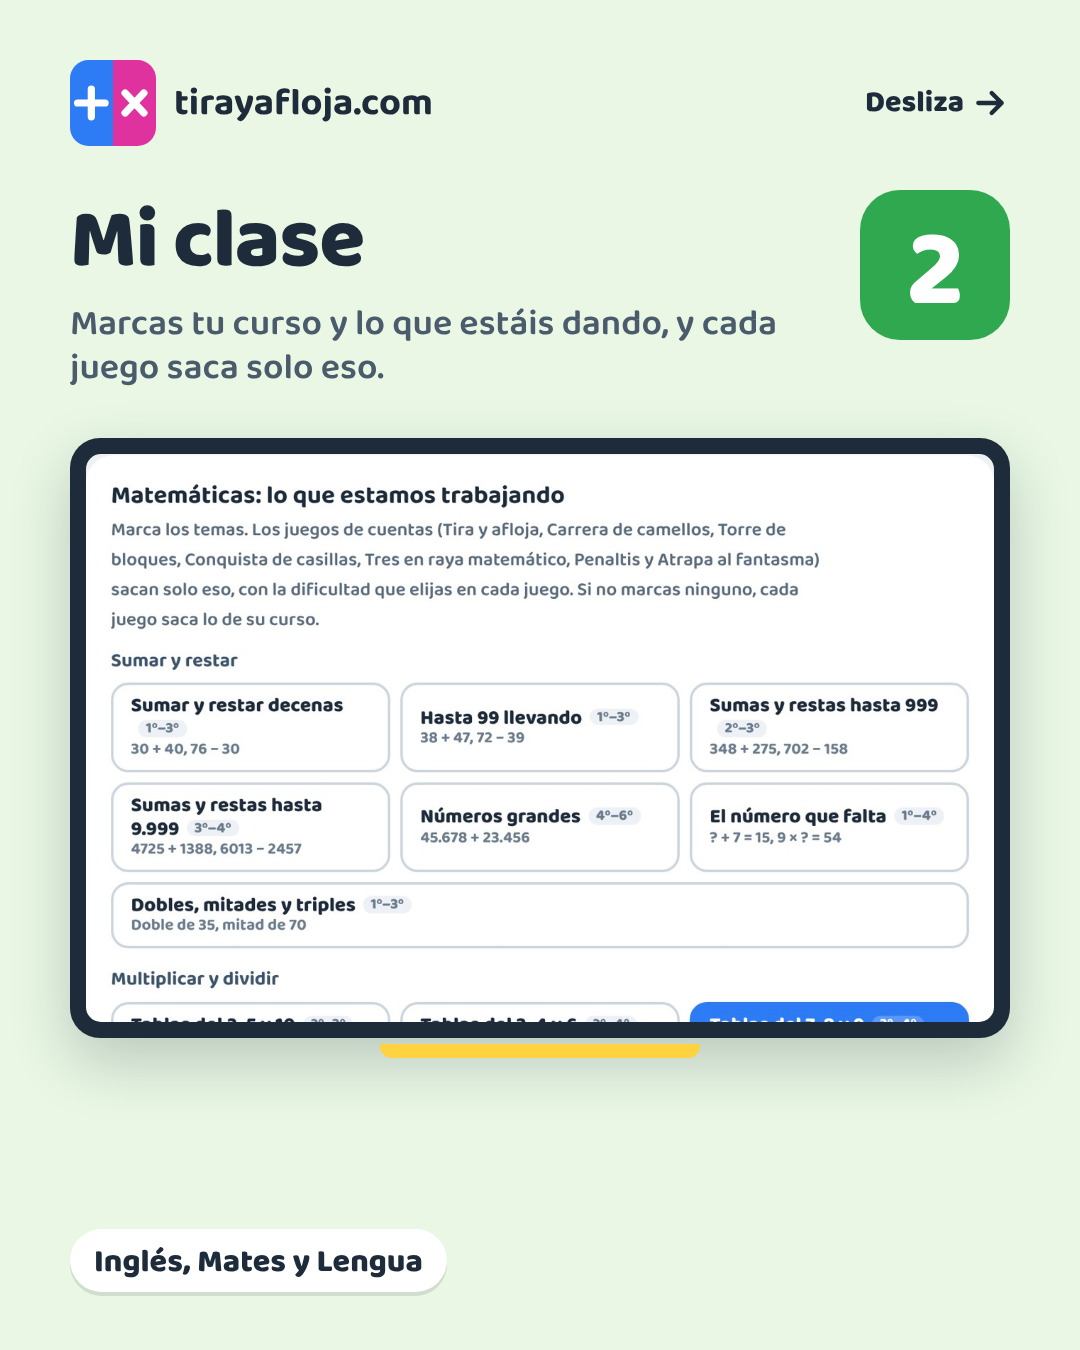 tirayafloja.com
Desliza →
Mi clase
2
Marcas tu curso y lo que estáis dando, y cada
juego saca solo eso.
Matemáticas: lo que estamos trabajando
Marca los temas. Los juegos de cuentas (Tira y afloja, Carrera de camellos, Torre de
bloques, Conquista de casillas, Tres en raya matemático, Penaltis y Atrapa al fantasma)
sacan solo eso, con la dificultad que elijas en cada juego. Si no marcas ninguno, cada
juego saca lo de su curso.
Sumar y restar
Sumar y restar decenas
1º–3º
30 + 40, 76 − 30
Hasta 99 llevando 1º–3º
38 + 47, 72 − 39
Sumas y restas hasta 999
2º–3º
348 + 275, 702 − 158
Sumas y restas hasta
9.999 3º–4º
4725 + 1388, 6013 − 2457
Números grandes 4º–6º
45.678 + 23.456
El número que falta 1º–4º
? + 7 = 15, 9 × ? = 54
Dobles, mitades y triples 1º–3º
Doble de 35, mitad de 70
Multiplicar y dividir
Tablas del
Tablas del
Tablas del
Inglés, Mates y Lengua